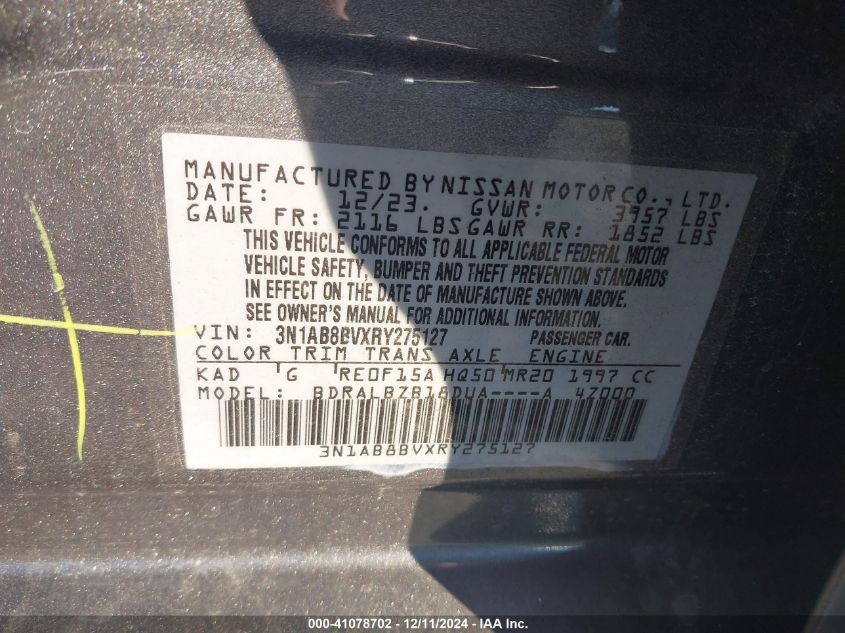 MANUFACTURED BY NISSAN MOTOR CO., LTD.
DATE: 12/23. GVWR: 3957 LBS
GAWR FR: 2116 LBS GAWR RR: 1852 LBS
THIS VEHICLE CONFORMS TO ALL APPLICABLE FEDERAL MOTOR
VEHICLE SAFETY, BUMPER AND THEFT PREVENTION STANDARDS
IN EFFECT ON THE DATE OF MANUFACTURE SHOWN ABOVE.
SEE OWNER'S MANUAL FOR ADDITIONAL INFORMATION.
VIN: 3N1AB8BVXRY275127 PASSENGER CAR.
COLOR TRIM TRANS AXLE ENGINE
KAD G RE0F15A HQ50 MR20 1997 CC
MODEL: BDRALBZB18DUA----A 4Z000
3N1AB8BVXRY275127
000-41078702 - 12/11/2024 - IAA Inc.